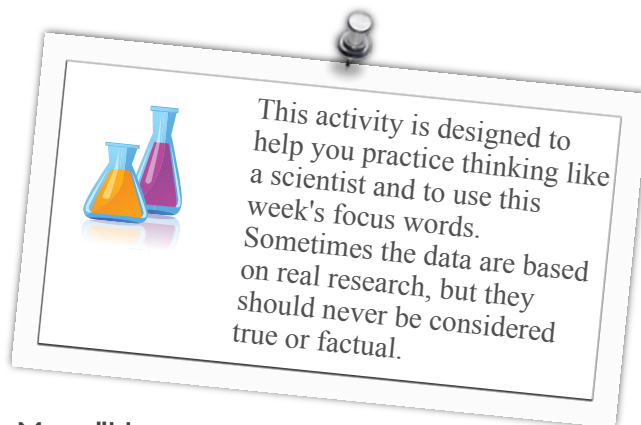 This activity is designed to
help you practice thinking like
a scientist and to use this
week's focus words.
Sometimes the data are based
on real research, but they
should never be considered
true or factual.